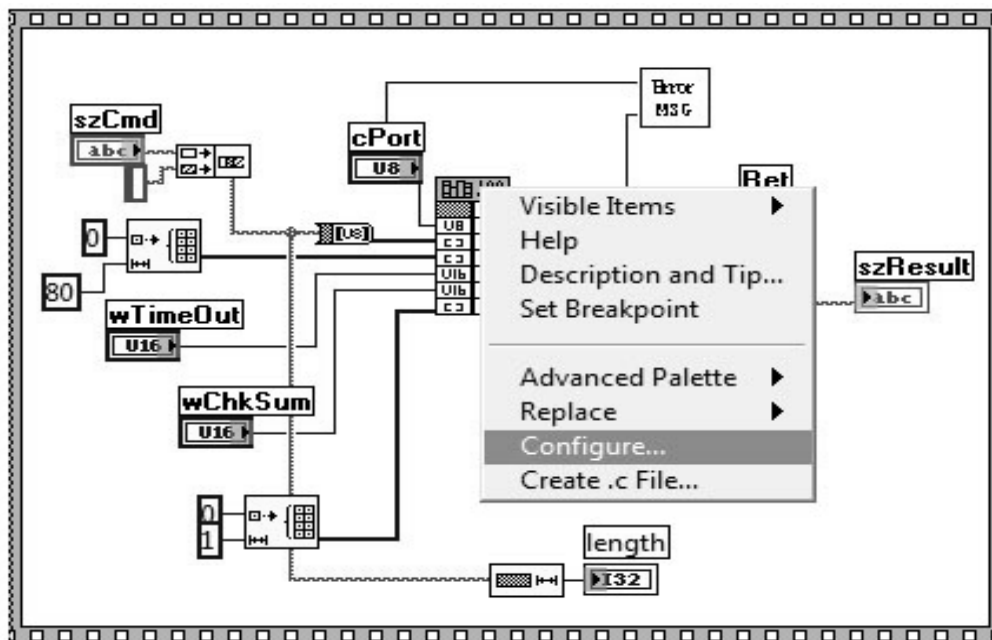 Error
MSG
szCmd
abc
cPort
U8
Ret
Visible Items
Help
Description and Tip...
Set Breakpoint
Advanced Palette
Replace
Configure...
Create .c File...
U8
[U8]
0
80
U16
U16
szResult
abc
wTimeOut
U16
wChkSum
U16
0
1
length
I32